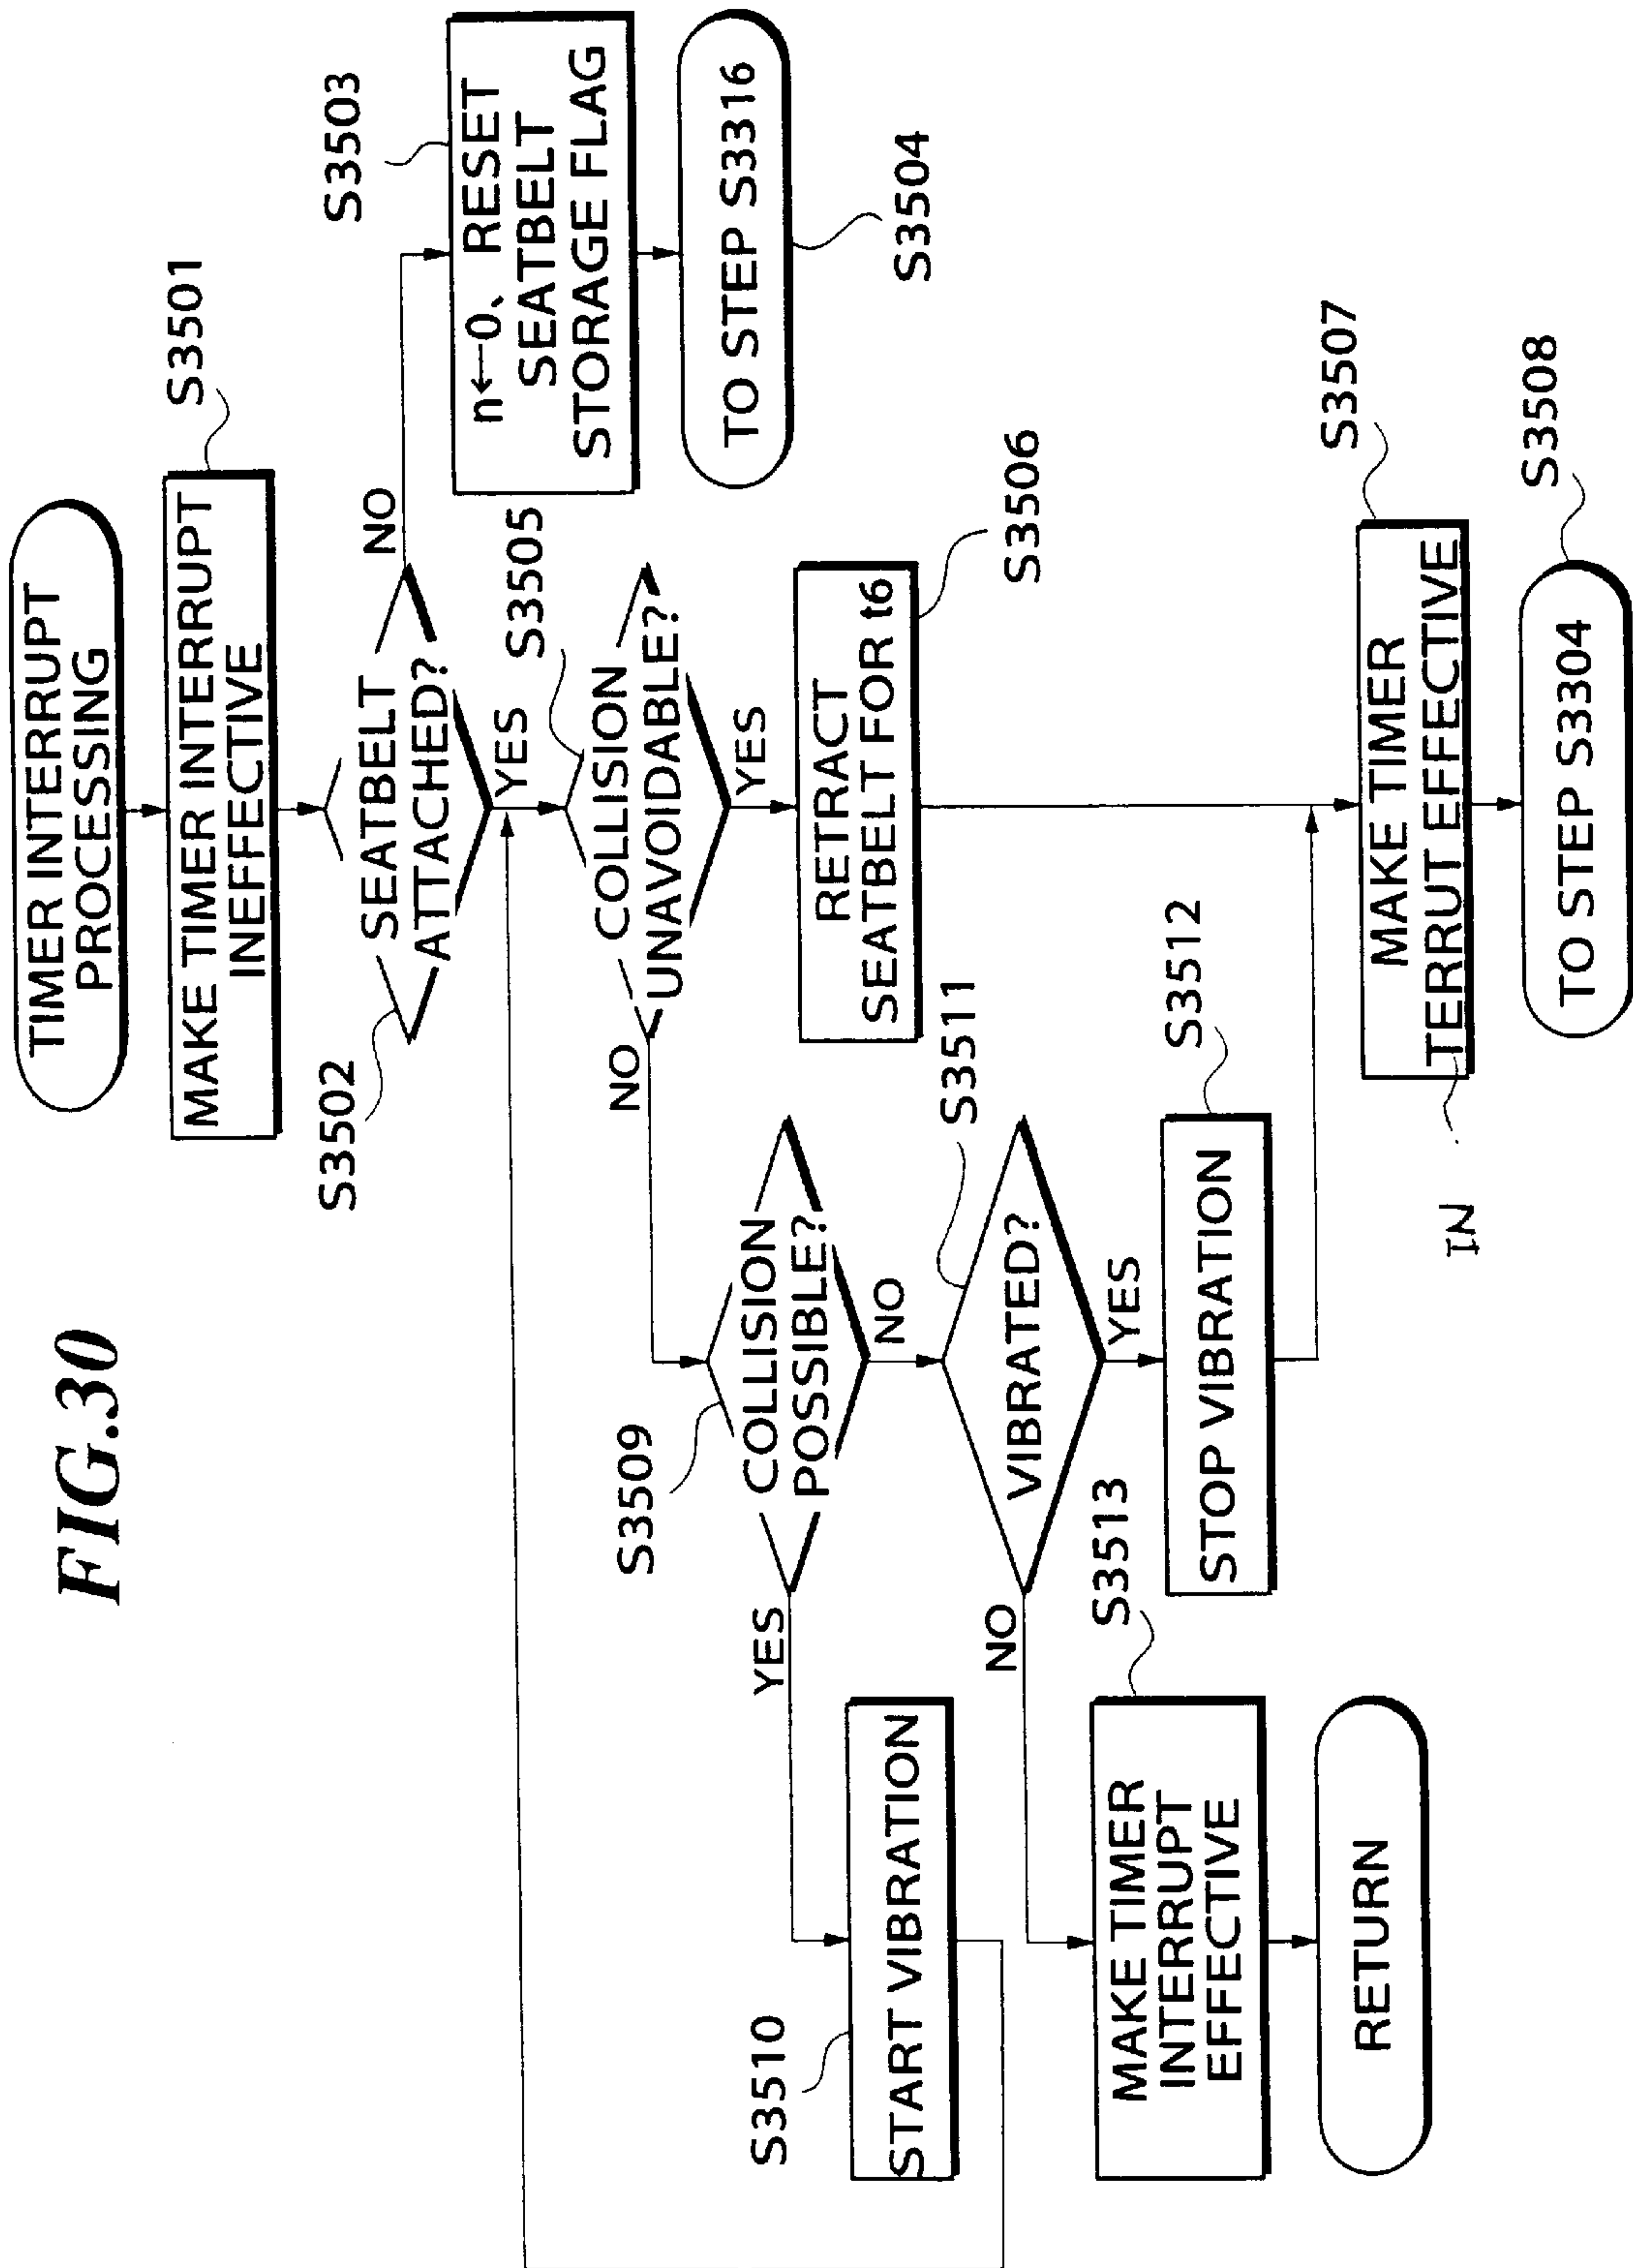 FIG.30
TIMER INTERRUPT
PROCESSING
S3501
MAKE TIMER INTERRUPT
INEFFECTIVE
S3502
SEATBELT
ATTACHED?
NO
YES
S3503
n←0、RESET
SEATBELT
STORAGE FLAG
TO STEP S3316
S3504
S3505
COLLISION
UNAVOIDABLE?
NO
YES
RETRACT
SEATBELT FOR t6
S3506
S3509
COLLISION
POSSIBLE?
YES
NO
S3511
VIBRATED?
NO
YES
S3510
START VIBRATION
S3512
STOP VIBRATION
S3513
MAKE TIMER
INTERRUPT
EFFECTIVE
RETURN
S3507
MAKE TIMER
TERRUT EFFECTIVE
IN
S3508
TO STEP S3304